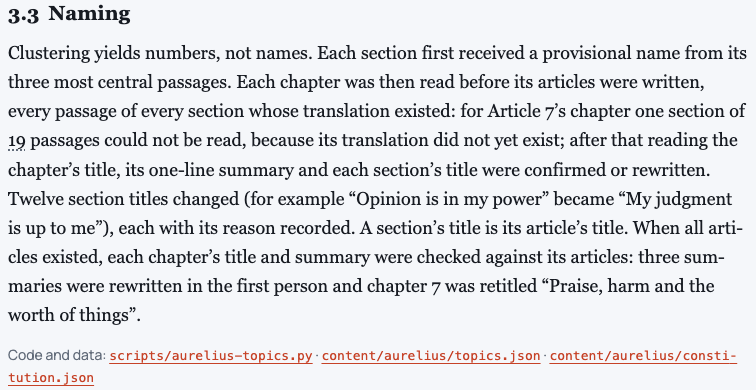 3.3 Naming
Clustering yields numbers, not names. Each section first received a provisional name from its
three most central passages. Each chapter was then read before its articles were written,
every passage of every section whose translation existed: for Article 7’s chapter one section of
19 passages could not be read, because its translation did not yet exist; after that reading the
chapter’s title, its one-line summary and each section’s title were confirmed or rewritten.
Twelve section titles changed (for example “Opinion is in my power” became “My judgment
is up to me”), each with its reason recorded. A section’s title is its article’s title. When all arti-
cles existed, each chapter’s title and summary were checked against its articles: three sum-
maries were rewritten in the first person and chapter 7 was retitled “Praise, harm and the
worth of things”.
Code and data: scripts/aurelius-topics.py · content/aurelius/topics.json · content/aurelius/consti-
tution.json